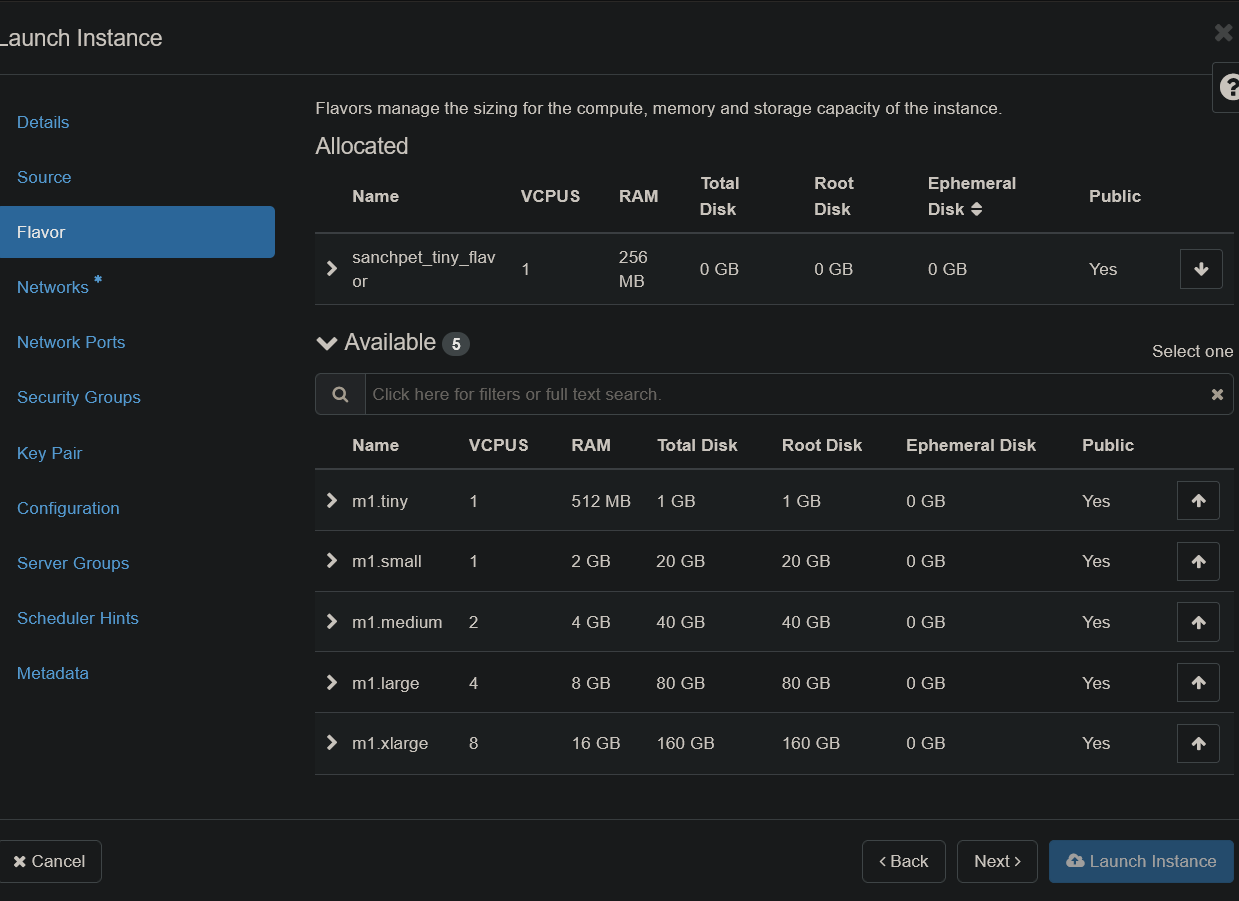 Launch Instance
Details
Source
Flavor
Networks *
Network Ports
Security Groups
Key Pair
Configuration
Server Groups
Scheduler Hints
Metadata
Flavors manage the sizing for the compute, memory and storage capacity of the instance.
Allocated
Name VCPUS RAM Total Disk Root Disk Ephemeral Disk Public
sanchpet_tiny_flavor 1 256 MB 0 GB 0 GB 0 GB Yes
Available 5
Select one
Click here for filters or full text search.
Name VCPUS RAM Total Disk Root Disk Ephemeral Disk Public
m1.tiny 1 512 MB 1 GB 1 GB 0 GB Yes
m1.small 1 2 GB 20 GB 20 GB 0 GB Yes
m1.medium 2 4 GB 40 GB 40 GB 0 GB Yes
m1.large 4 8 GB 80 GB 80 GB 0 GB Yes
m1.xlarge 8 16 GB 160 GB 160 GB 0 GB Yes
Cancel
Back
Next
Launch Instance